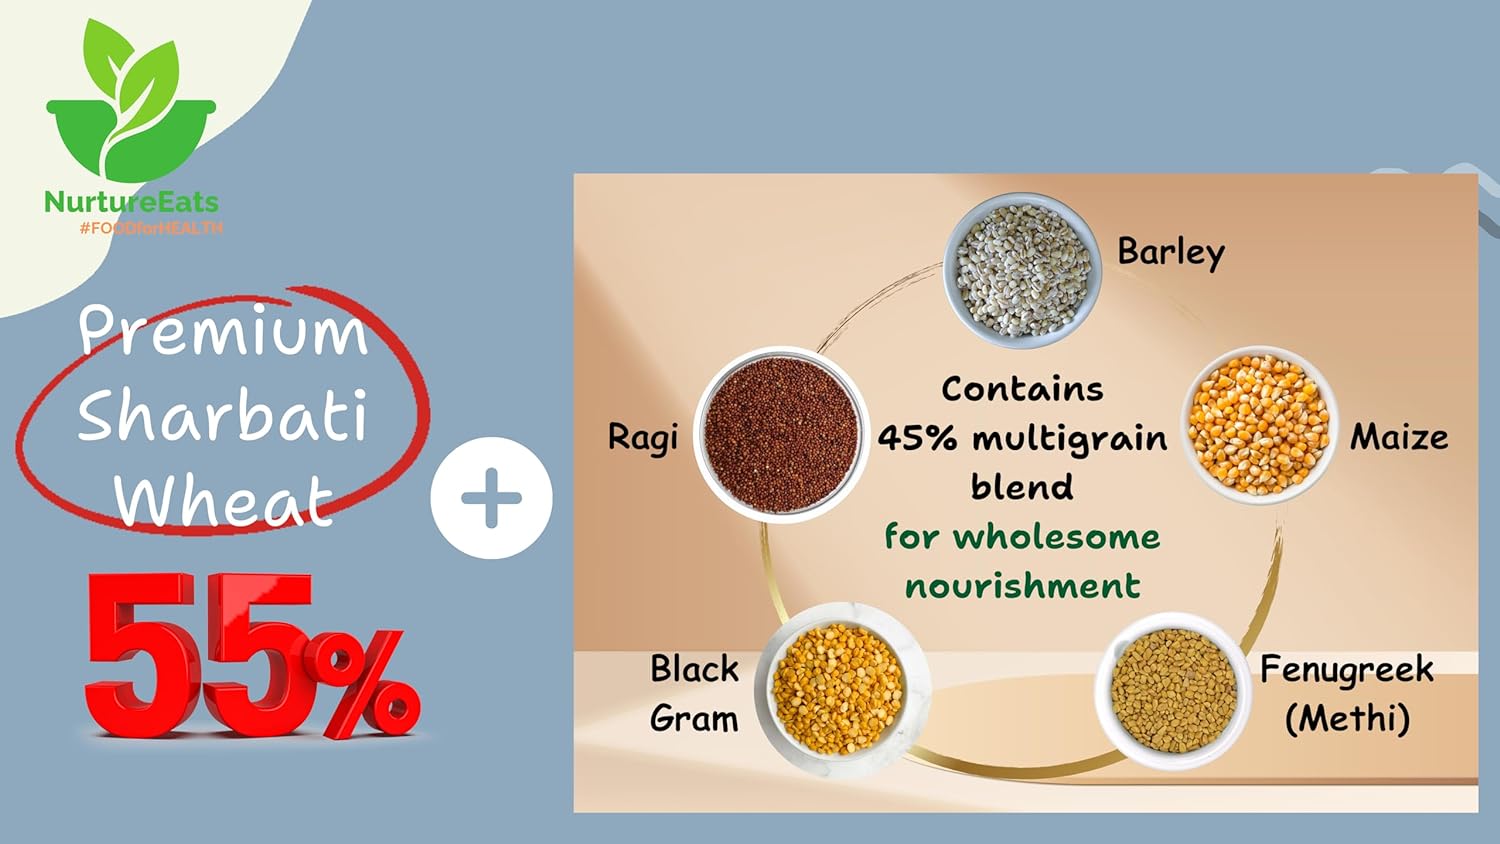 NurtureEats
#FOODforHEALTH
Premium
Sharbati
Wheat
55%
Barley
Ragi
Maize
Contains
45% multigrain
blend
for wholesome
nourishment
Black
Gram
Fenugreek
(Methi)